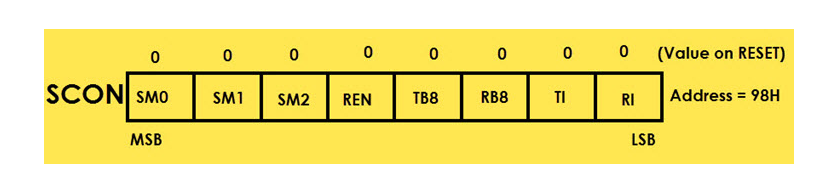 0 0 0 0 0 0 0 0 (Value on RESET)
SCON SM0 SM1 SM2 REN TB8 RB8 TI RI Address = 98H
MSB LSB